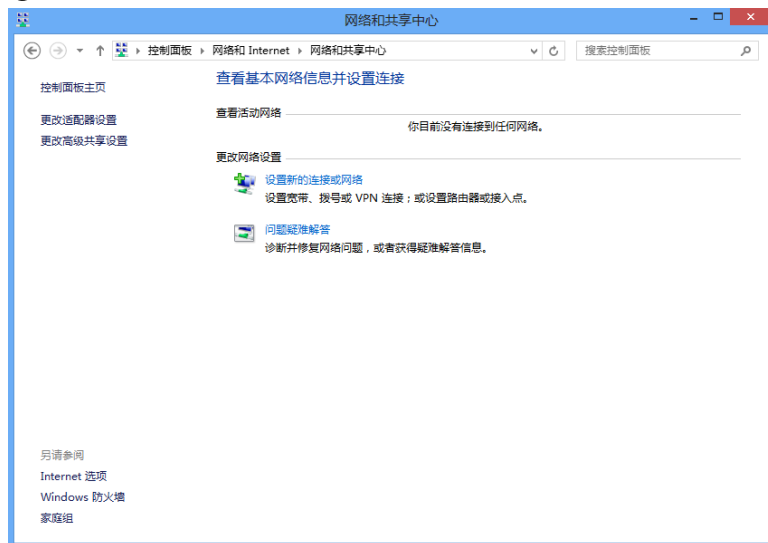 网络和共享中心
控制面板 网络和 Internet 网络和共享中心
搜索控制面板
控制面板主页
更改适配器设置
更改高级共享设置
查看基本网络信息并设置连接
查看活动网络
你目前没有连接到任何网络。
更改网络设置
设置新的连接或网络
设置宽带、拨号或 VPN 连接；或设置路由器或接入点。
问题疑难解答
诊断并修复网络问题，或者获得疑难解答信息。
另请参阅
Internet 选项
Windows 防火墙
家庭组